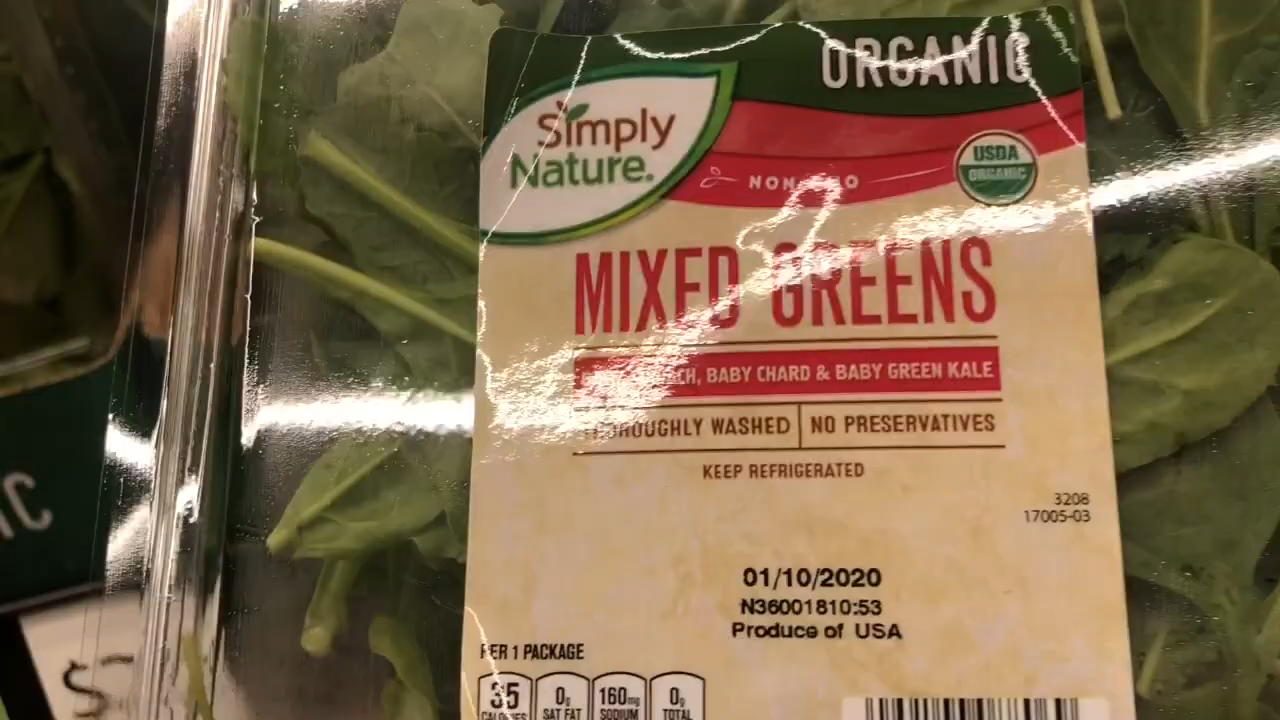 ORGANIC
Simply
Nature.
USDA
ORGANIC
NON
MIXED GREENS
BABY CHARD & BABY GREEN KALE
THOROUGHLY WASHED NO PRESERVATIVES
KEEP REFRIGERATED
3208
17005-03
01/10/2020
N36001810:53
Produce of USA
PER 1 PACKAGE
35 0g 160mg 0g
CALORIES SAT FAT SODIUM TOTAL
IC